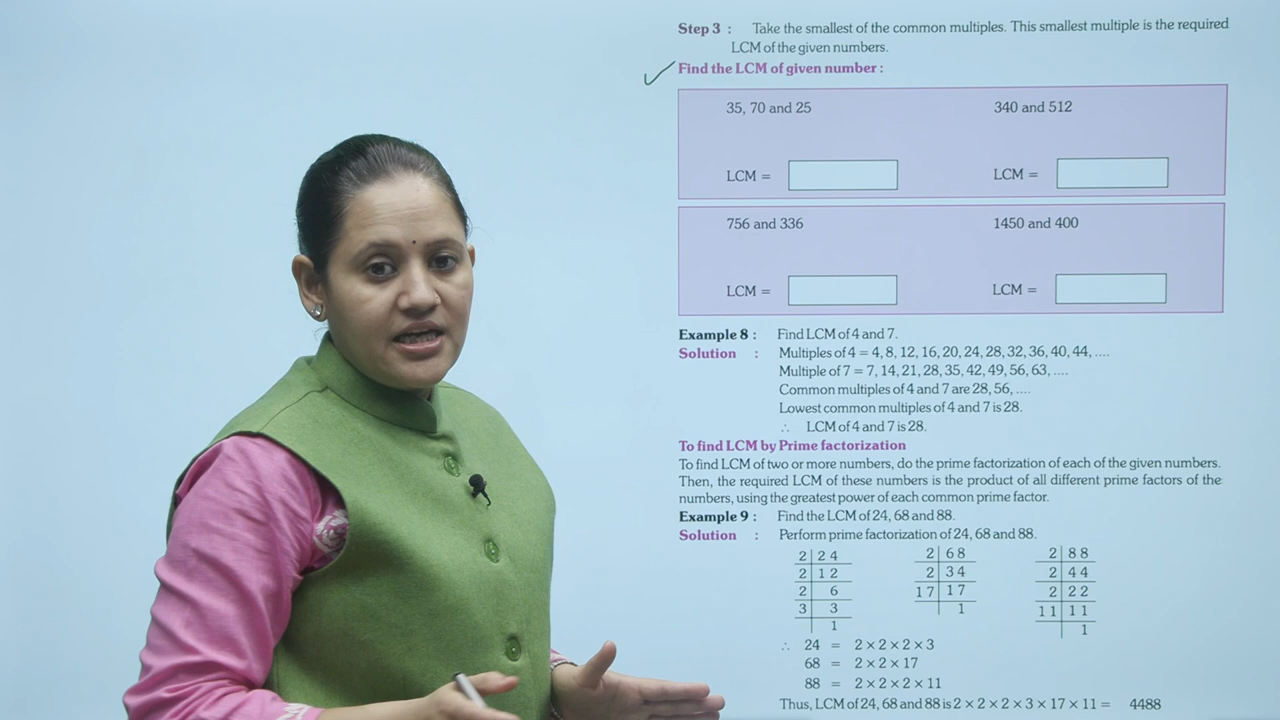 Step 3 : Take the smallest of the common multiples. This smallest multiple is the required
LCM of the given numbers.
Find the LCM of given number :
35, 70 and 25
340 and 512
LCM =
LCM =
756 and 336
1450 and 400
LCM =
LCM =
Example 8 : Find LCM of 4 and 7.
Solution : Multiples of 4 = 4, 8, 12, 16, 20, 24, 28, 32, 36, 40, 44, ....
Multiple of 7 = 7, 14, 21, 28, 35, 42, 49, 56, 63, ....
Common multiples of 4 and 7 are 28, 56, ....
Lowest common multiples of 4 and 7 is 28.
∴ LCM of 4 and 7 is 28.
To find LCM by Prime factorization
To find LCM of two or more numbers, do the prime factorization of each of the given numbers.
Then, the required LCM of these numbers is the product of all different prime factors of the
numbers, using the greatest power of each common prime factor.
Example 9 : Find the LCM of 24, 68 and 88.
Solution : Perform prime factorization of 24, 68 and 88.
2 | 24
2 | 12
2 | 6
3 | 3
| 1
2 | 68
2 | 34
17 | 17
| 1
2 | 88
2 | 44
2 | 22
11 | 11
| 1
∴ 24 = 2 × 2 × 2 × 3
68 = 2 × 2 × 17
88 = 2 × 2 × 2 × 11
Thus, LCM of 24, 68 and 88 is 2 × 2 × 2 × 3 × 17 × 11 = 4488